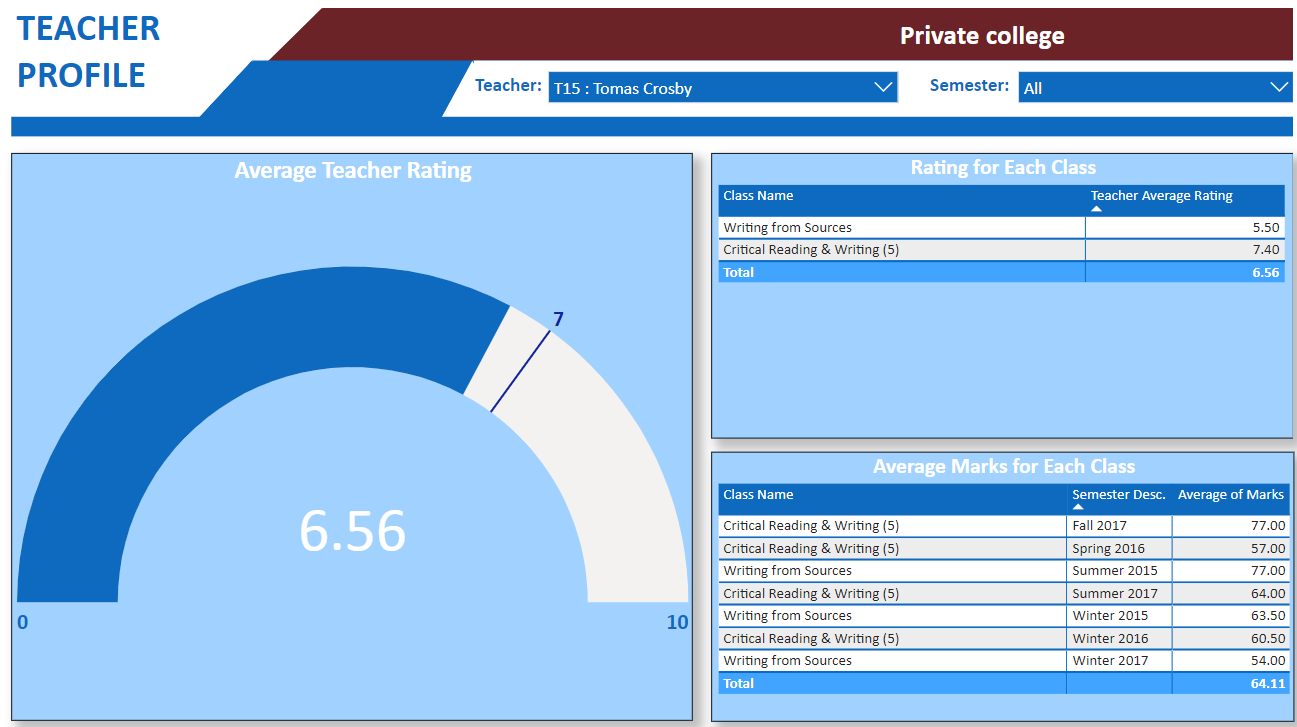 TEACHER
PROFILE
Private college
Teacher: T15 : Tomas Crosby Semester: All
Average Teacher Rating
7
6.56
0 10
Rating for Each Class
Class Name Teacher Average Rating
Writing from Sources 5.50
Critical Reading & Writing (5) 7.40
Total 6.56
Average Marks for Each Class
Class Name Semester Desc. Average of Marks
Critical Reading & Writing (5) Fall 2017 77.00
Critical Reading & Writing (5) Spring 2016 57.00
Writing from Sources Summer 2015 77.00
Critical Reading & Writing (5) Summer 2017 64.00
Writing from Sources Winter 2015 63.50
Critical Reading & Writing (5) Winter 2016 60.50
Writing from Sources Winter 2017 54.00
Total 64.11